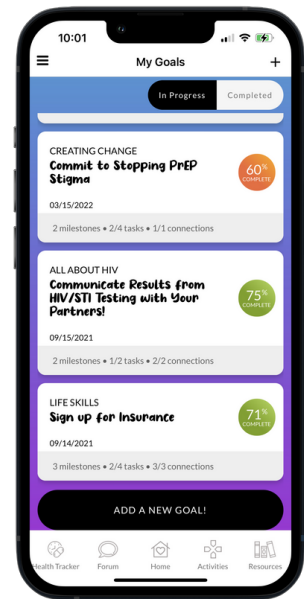 10:01
My Goals
In Progress
Completed
CREATING CHANGE
Commit to Stopping PrEP
Stigma
60%
COMPLETE
03/15/2022
2 milestones • 2/4 tasks • 1/1 connections
ALL ABOUT HIV
Communicate Results from
HIV/STI Testing with Your
Partners!
75%
COMPLETE
09/15/2021
2 milestones • 1/2 tasks • 2/2 connections
LIFE SKILLS
Sign up for Insurance
71%
COMPLETE
09/14/2021
3 milestones • 2/4 tasks • 3/3 connections
ADD A NEW GOAL!
Health Tracker
Forum
Home
Activities
Resources